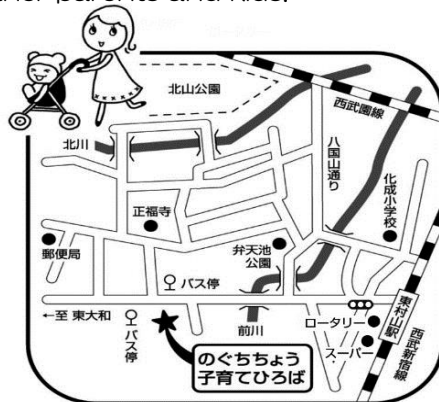 北山公園
西武園線
北川
八国山通り
化成小学校
正福寺
弁天池
公園
郵便局
バス停
←至 東大和
バス停
前川
東村山駅
西武新宿線
ロータリー
スーパー
のぐちちょう
子育てひろば